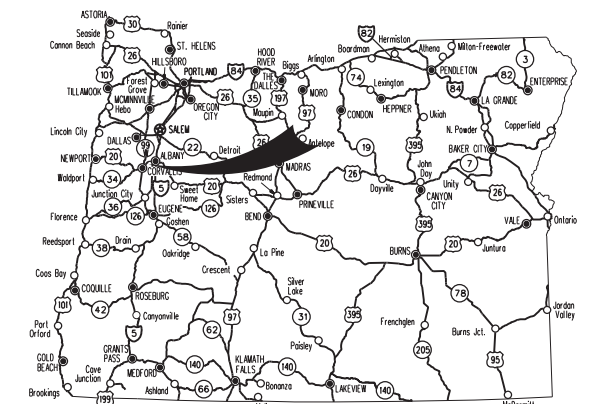 ASTORIA
30
Rainier
Seaside
Cannon Beach
26
ST. HELENS
HILLSBORO
PORTLAND
84
HOOD
RIVER
THE
DALLES
Biggs
Arlington
Boardman
82
Hermiston
Athena
Milton-Freewater
3
101
Forest
Grove
TILLAMOOK
MCMINNVILLE
Hebo
OREGON
CITY
26
35
197
MORO
97
Maupin
74
Lexington
HEPPNER
CONDON
PENDLETON
84
LA GRANDE
82
ENTERPRISE
Ukiah
N. Powder
Copperfield
Lincoln City
SALEM
DALLAS
99
22
Detroit
26
Antelope
19
395
BAKER CITY
NEWPORT
20
ALBANY
CORVALLIS
MADRAS
7
Waldport
34
Junction City
5
Sweet
Home
20
Redmond
26
Dayville
John
Day
Unity
26
36
126
126
Sisters
PRINEVILLE
CANYON
CITY
Florence
EUGENE
Goshen
BEND
395
VALE
Ontario
Reedsport
38
Drain
58
Oakridge
La Pine
20
BURNS
20
Juntura
Crescent
Coos Bay
COQUILLE
Silver
Lake
78
101
42
ROSEBURG
Canyonville
97
31
395
Jordan
Valley
Port
Orford
5
62
Paisley
Frenchglen
Burns Jct.
GOLD
BEACH
GRANTS
PASS
Cave
Junction
MEDFORD
140
KLAMATH
FALLS
140
205
95
Brookings
199
Ashland
66
Bonanza
LAKEVIEW
140
McDermitt